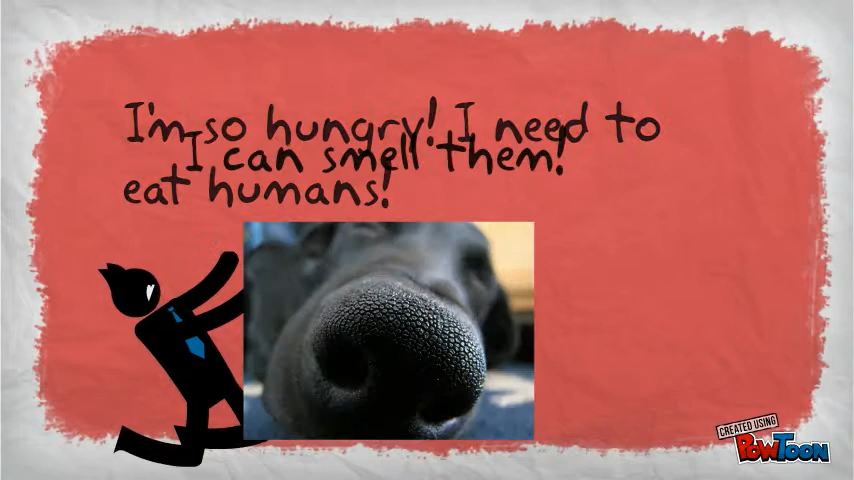 I'm so hungry! I need to
I can smell them!
eat humans!
CREATED USING
POWTOON